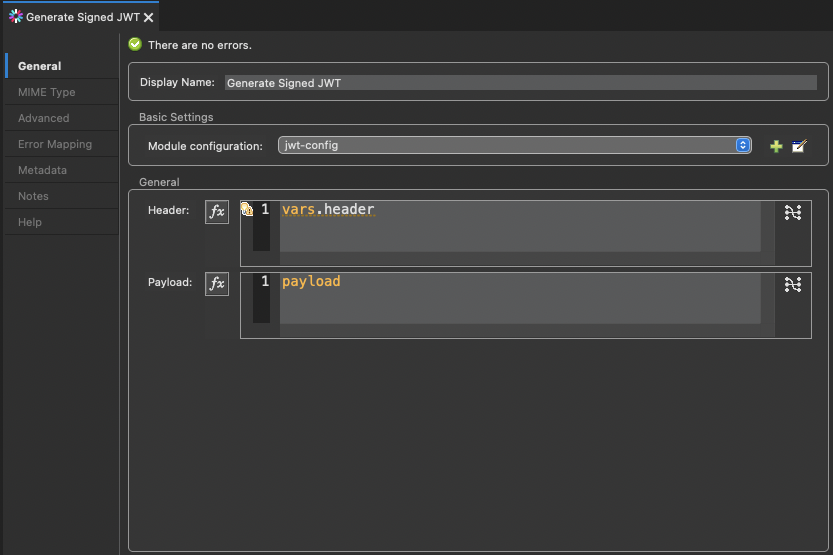 Generate Signed JWT
There are no errors.
General
MIME Type
Advanced
Error Mapping
Metadata
Notes
Help
Display Name: Generate Signed JWT
Basic Settings
Module configuration: jwt-config
General
Header: fx 1 vars.header
Payload: fx 1 payload